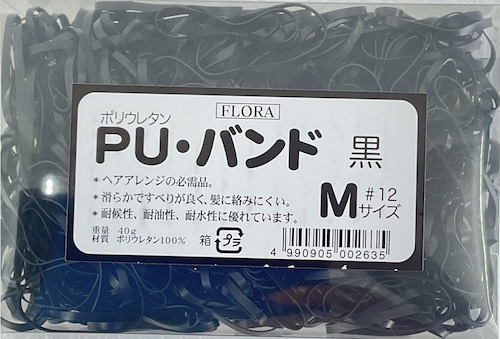 FLORA
ポリウレタン
PU・バンド 黒
* ヘアアレンジの必需品。
* 滑らかですべりが良く、髪に絡みにくい。
* 耐候性、耐油性、耐水性に優れています。
M #12 サイズ
重量 40g
材質 ポリウレタン100%
箱 プラ
4 990905 002635